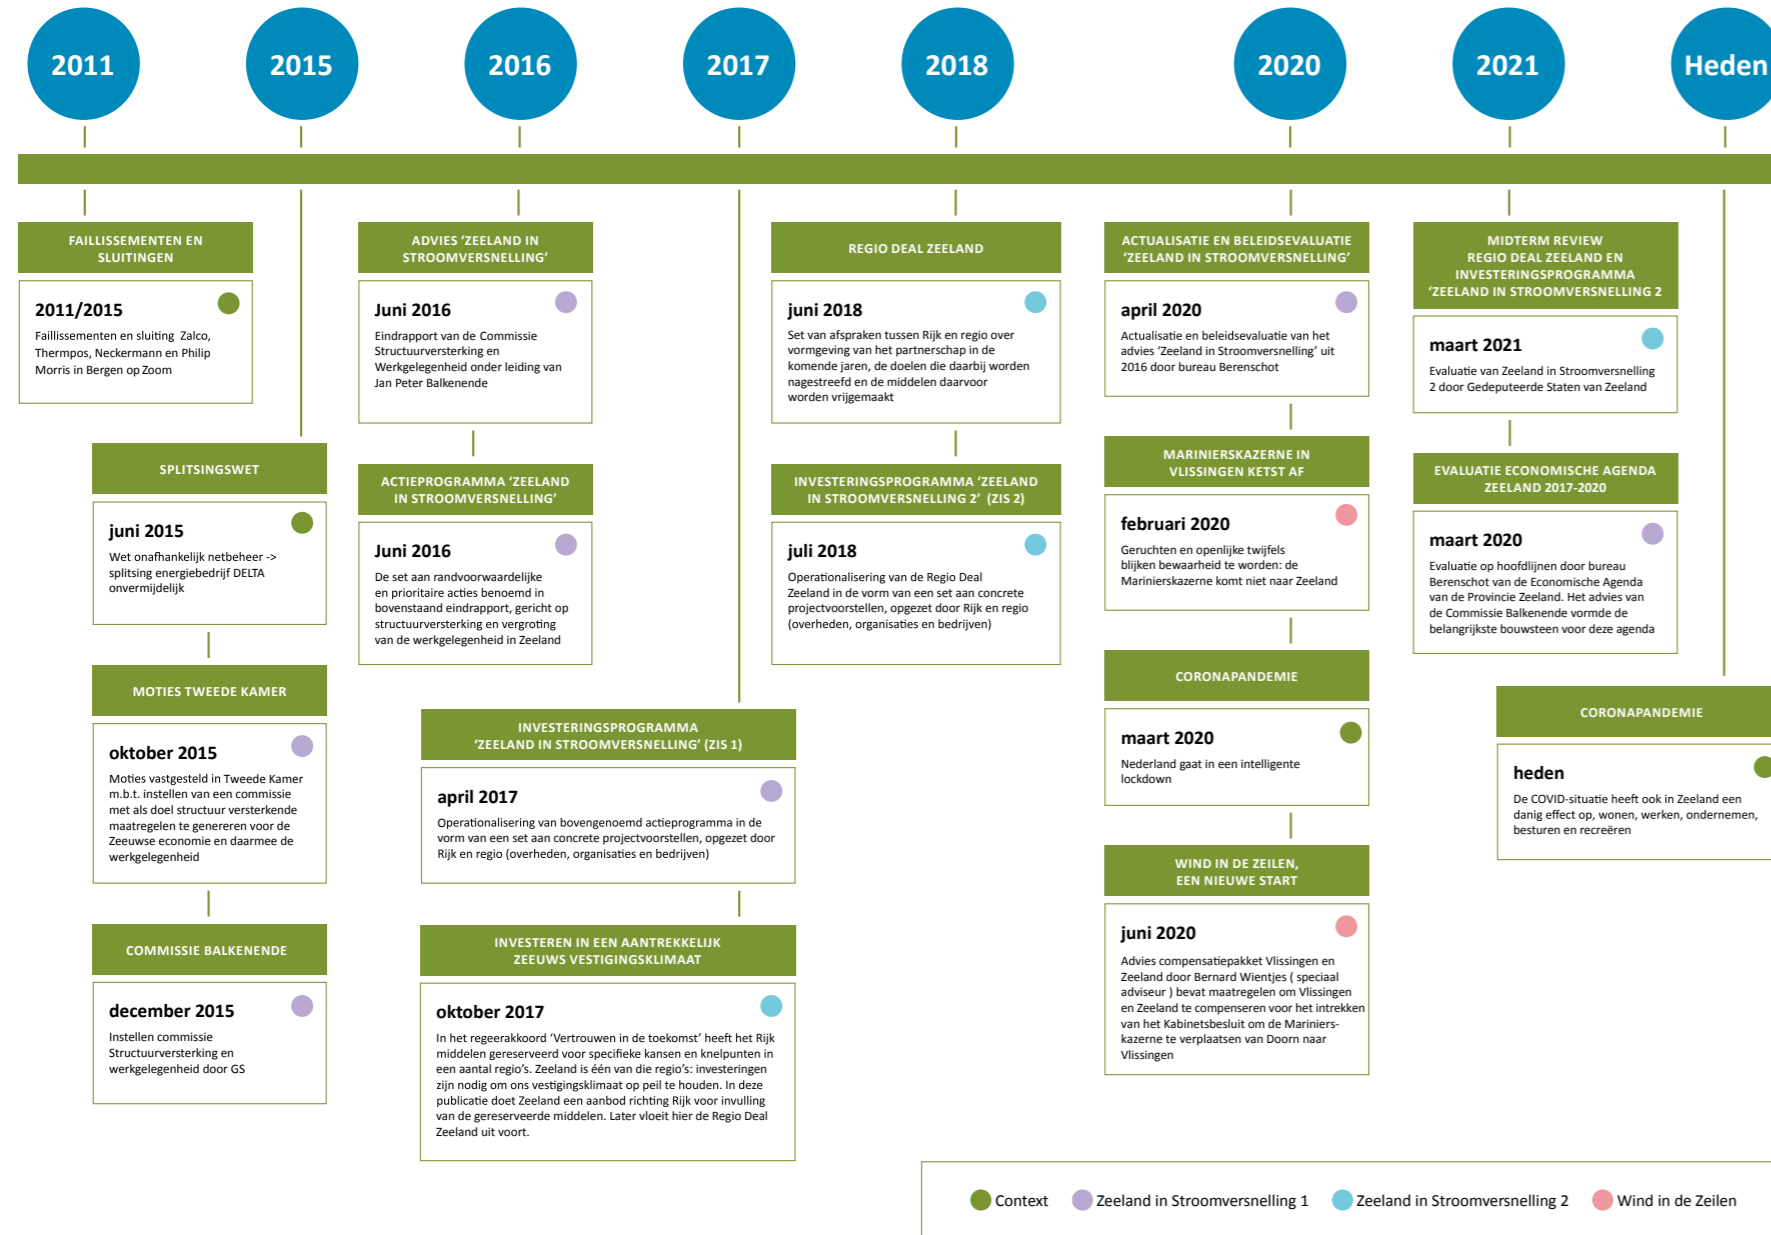 2011
2015
2016
2017
2018
2020
2021
Heden
FAILLISSEMENTEN EN
SLUITINGEN
2011/2015
Faillissementen en sluiting Zalco,
Thermpos, Neckermann en Philip
Morris in Bergen op Zoom
SPLITSINGSWET
juni 2015
Wet onafhankelijk netbeheer ->
splitsing energiebedrijf DELTA
onvermijdelijk
MOTIES TWEEDE KAMER
oktober 2015
Moties vastgesteld in Tweede Kamer
m.b.t. instellen van een commissie
met als doel structuur versterkende
maatregelen te genereren voor de
Zeeuwse economie en daarmee de
werkgelegenheid
COMMISSIE BALKENENDE
december 2015
Instellen commissie
Structuurversterking en
werkgelegenheid door GS
ADVIES ‘ZEELAND IN
STROOMVERSNELLING’
Juni 2016
Eindrapport van de Commissie
Structuurversterking en
Werkgelegenheid onder leiding van
Jan Peter Balkenende
ACTIEPROGRAMMA ‘ZEELAND
IN STROOMVERSNELLING’
Juni 2016
De set aan randvoorwaardelijke
en prioritaire acties benoemd in
bovenstaand eindrapport, gericht op
structuurversterking en vergroting
van de werkgelegenheid in Zeeland
INVESTERINGSPROGRAMMA
‘ZEELAND IN STROOMVERSNELLING’ (ZIS 1)
april 2017
Operationalisering van bovengenoemd actieprogramma in de
vorm van een set aan concrete projectvoorstellen, opgezet door
Rijk en regio (overheden, organisaties en bedrijven)
INVESTEREN IN EEN AANTREKKELIJK
ZEEUWS VESTIGINGSKLIMAAT
oktober 2017
In het regeerakkoord ‘Vertrouwen in de toekomst’ heeft het Rijk
middelen gereserveerd voor specifieke kansen en knelpunten in
een aantal regio’s. Zeeland is één van die regio’s: investeringen
zijn nodig om ons vestigingsklimaat op peil te houden. In deze
publicatie doet Zeeland een aanbod richting Rijk voor invulling
van de gereserveerde middelen. Later vloeit hier de Regio Deal
Zeeland uit voort.
REGIO DEAL ZEELAND
juni 2018
Set van afspraken tussen Rijk en regio over
vormgeving van het partnerschap in de
komende jaren, de doelen die daarbij worden
nagestreefd en de middelen daarvoor
worden vrijgemaakt
INVESTERINGSPROGRAMMA ‘ZEELAND
IN STROOMVERSNELLING 2’ (ZIS 2)
juli 2018
Operationalisering van de Regio Deal
Zeeland in de vorm van een set aan concrete
projectvoorstellen, opgezet door Rijk en regio
(overheden, organisaties en bedrijven)
ACTUALISATIE EN BELEIDSEVALUATIE
‘ZEELAND IN STROOMVERSNELLING’
april 2020
Actualisatie en beleidsevaluatie van het
advies ‘Zeeland in Stroomversnelling’ uit
2016 door bureau Berenschot
MARINIERSKAZERNE IN
VLISSINGEN KETST AF
februari 2020
Geruchten en openlijke twijfels
blijken bewaarheid te worden: de
Marinierskazerne komt niet naar Zeeland
CORONAPANDEMIE
maart 2020
Nederland gaat in een intelligente
lockdown
WIND IN DE ZEILEN,
EEN NIEUWE START
juni 2020
Advies compensatiepakket Vlissingen en
Zeeland door Bernard Wientjes ( speciaal
adviseur ) bevat maatregelen om Vlissingen
en Zeeland te compenseren voor het intrekken
van het Kabinetsbesluit om de Mariniers-
kazerne te verplaatsen van Doorn naar
Vlissingen
MIDTERM REVIEW
REGIO DEAL ZEELAND EN
INVESTERINGSPROGRAMMA
‘ZEELAND IN STROOMVERSNELLING 2
maart 2021
Evaluatie van Zeeland in Stroomversnelling
2 door Gedeputeerde Staten van Zeeland
EVALUATIE ECONOMISCHE AGENDA
ZEELAND 2017-2020
maart 2020
Evaluatie op hoofdlijnen door bureau
Berenschot van de Economische Agenda
van de Provincie Zeeland. Het advies van
de Commissie Balkenende vormde de
belangrijkste bouwsteen voor deze agenda
CORONAPANDEMIE
heden
De COVID-situatie heeft ook in Zeeland een
danig effect op, wonen, werken, ondernemen,
besturen en recreëren
Context
Zeeland in Stroomversnelling 1
Zeeland in Stroomversnelling 2
Wind in de Zeilen